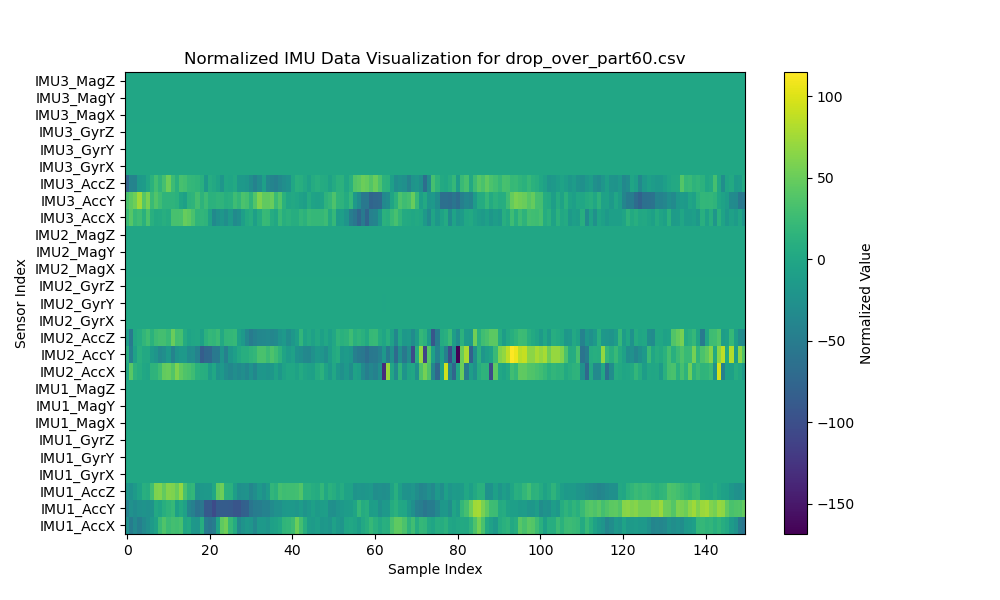 Normalized IMU Data Visualization for drop_over_part60.csv
IMU3_MagZ
IMU3_MagY
IMU3_MagX
IMU3_GyrZ
IMU3_GyrY
IMU3_GyrX
IMU3_AccZ
IMU3_AccY
IMU3_AccX
IMU2_MagZ
IMU2_MagY
IMU2_MagX
IMU2_GyrZ
IMU2_GyrY
IMU2_GyrX
IMU2_AccZ
IMU2_AccY
IMU2_AccX
IMU1_MagZ
IMU1_MagY
IMU1_MagX
IMU1_GyrZ
IMU1_GyrY
IMU1_GyrX
IMU1_AccZ
IMU1_AccY
IMU1_AccX
Sensor Index
0 20 40 60 80 100 120 140
Sample Index
100
50
0
−50
−100
−150
Normalized Value